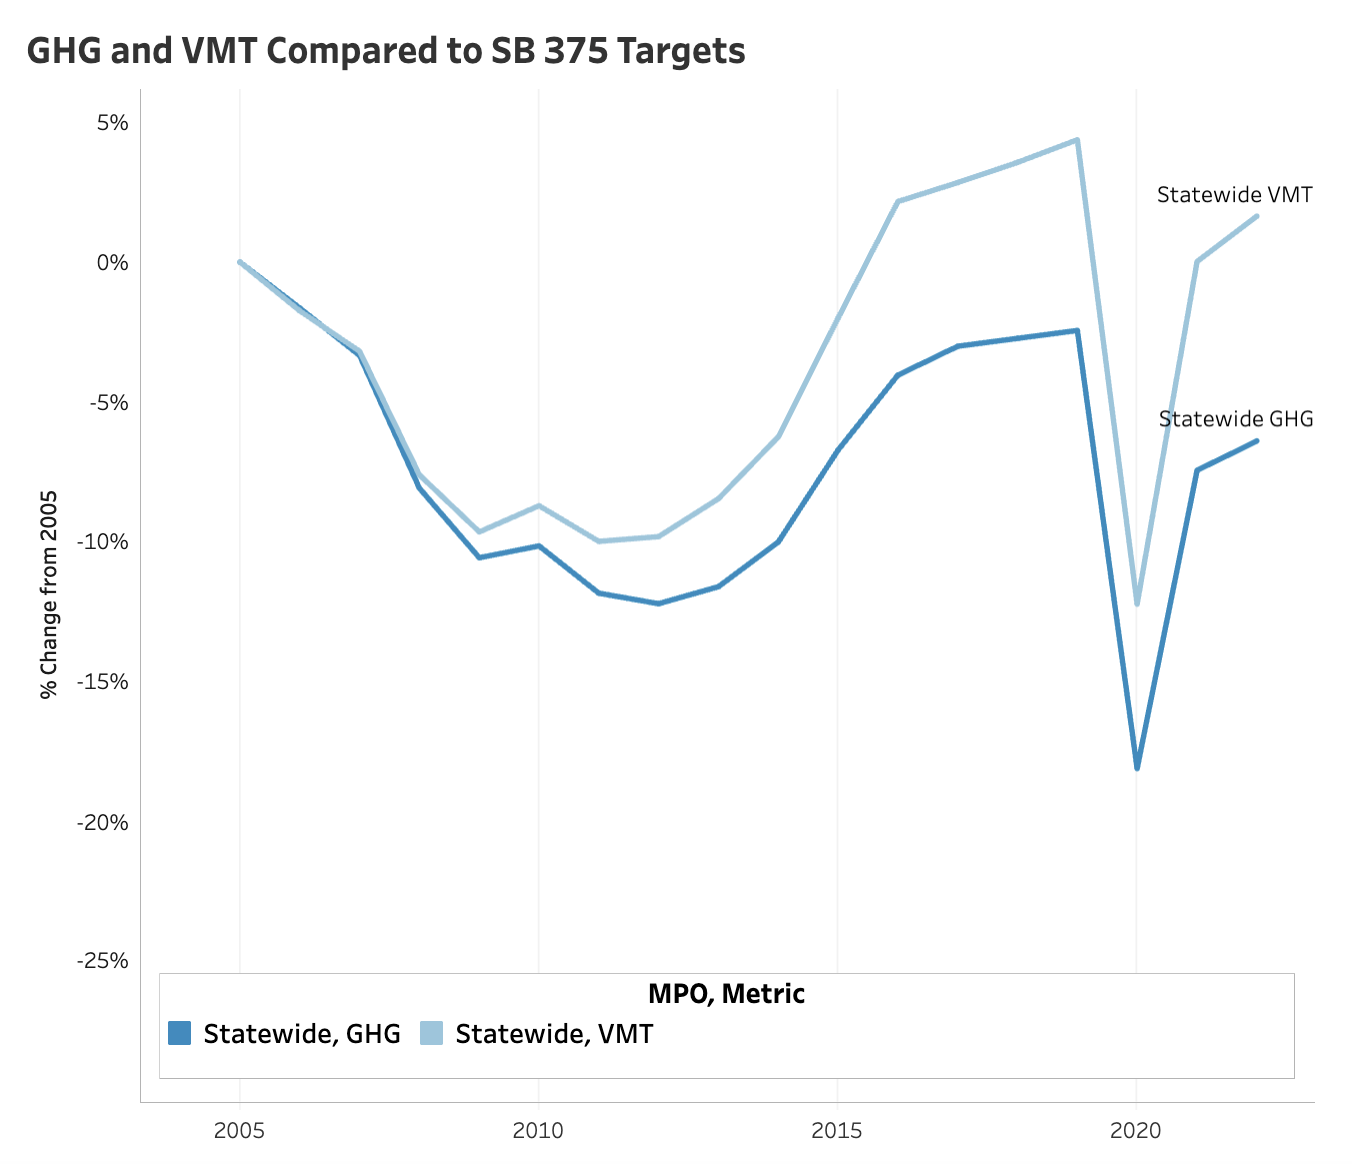 GHG and VMT Compared to SB 375 Targets
5%
0%
-5%
-10%
-15%
-20%
-25%
% Change from 2005
Statewide VMT
Statewide GHG
MPO, Metric
Statewide, GHG
Statewide, VMT
2005
2010
2015
2020